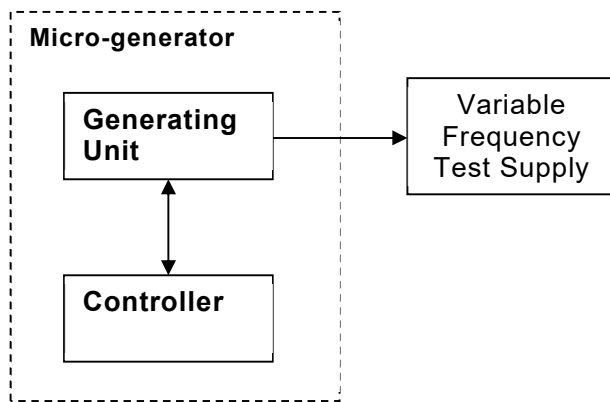 Micro-generator
Generating
Unit
Variable
Frequency
Test Supply
Controller